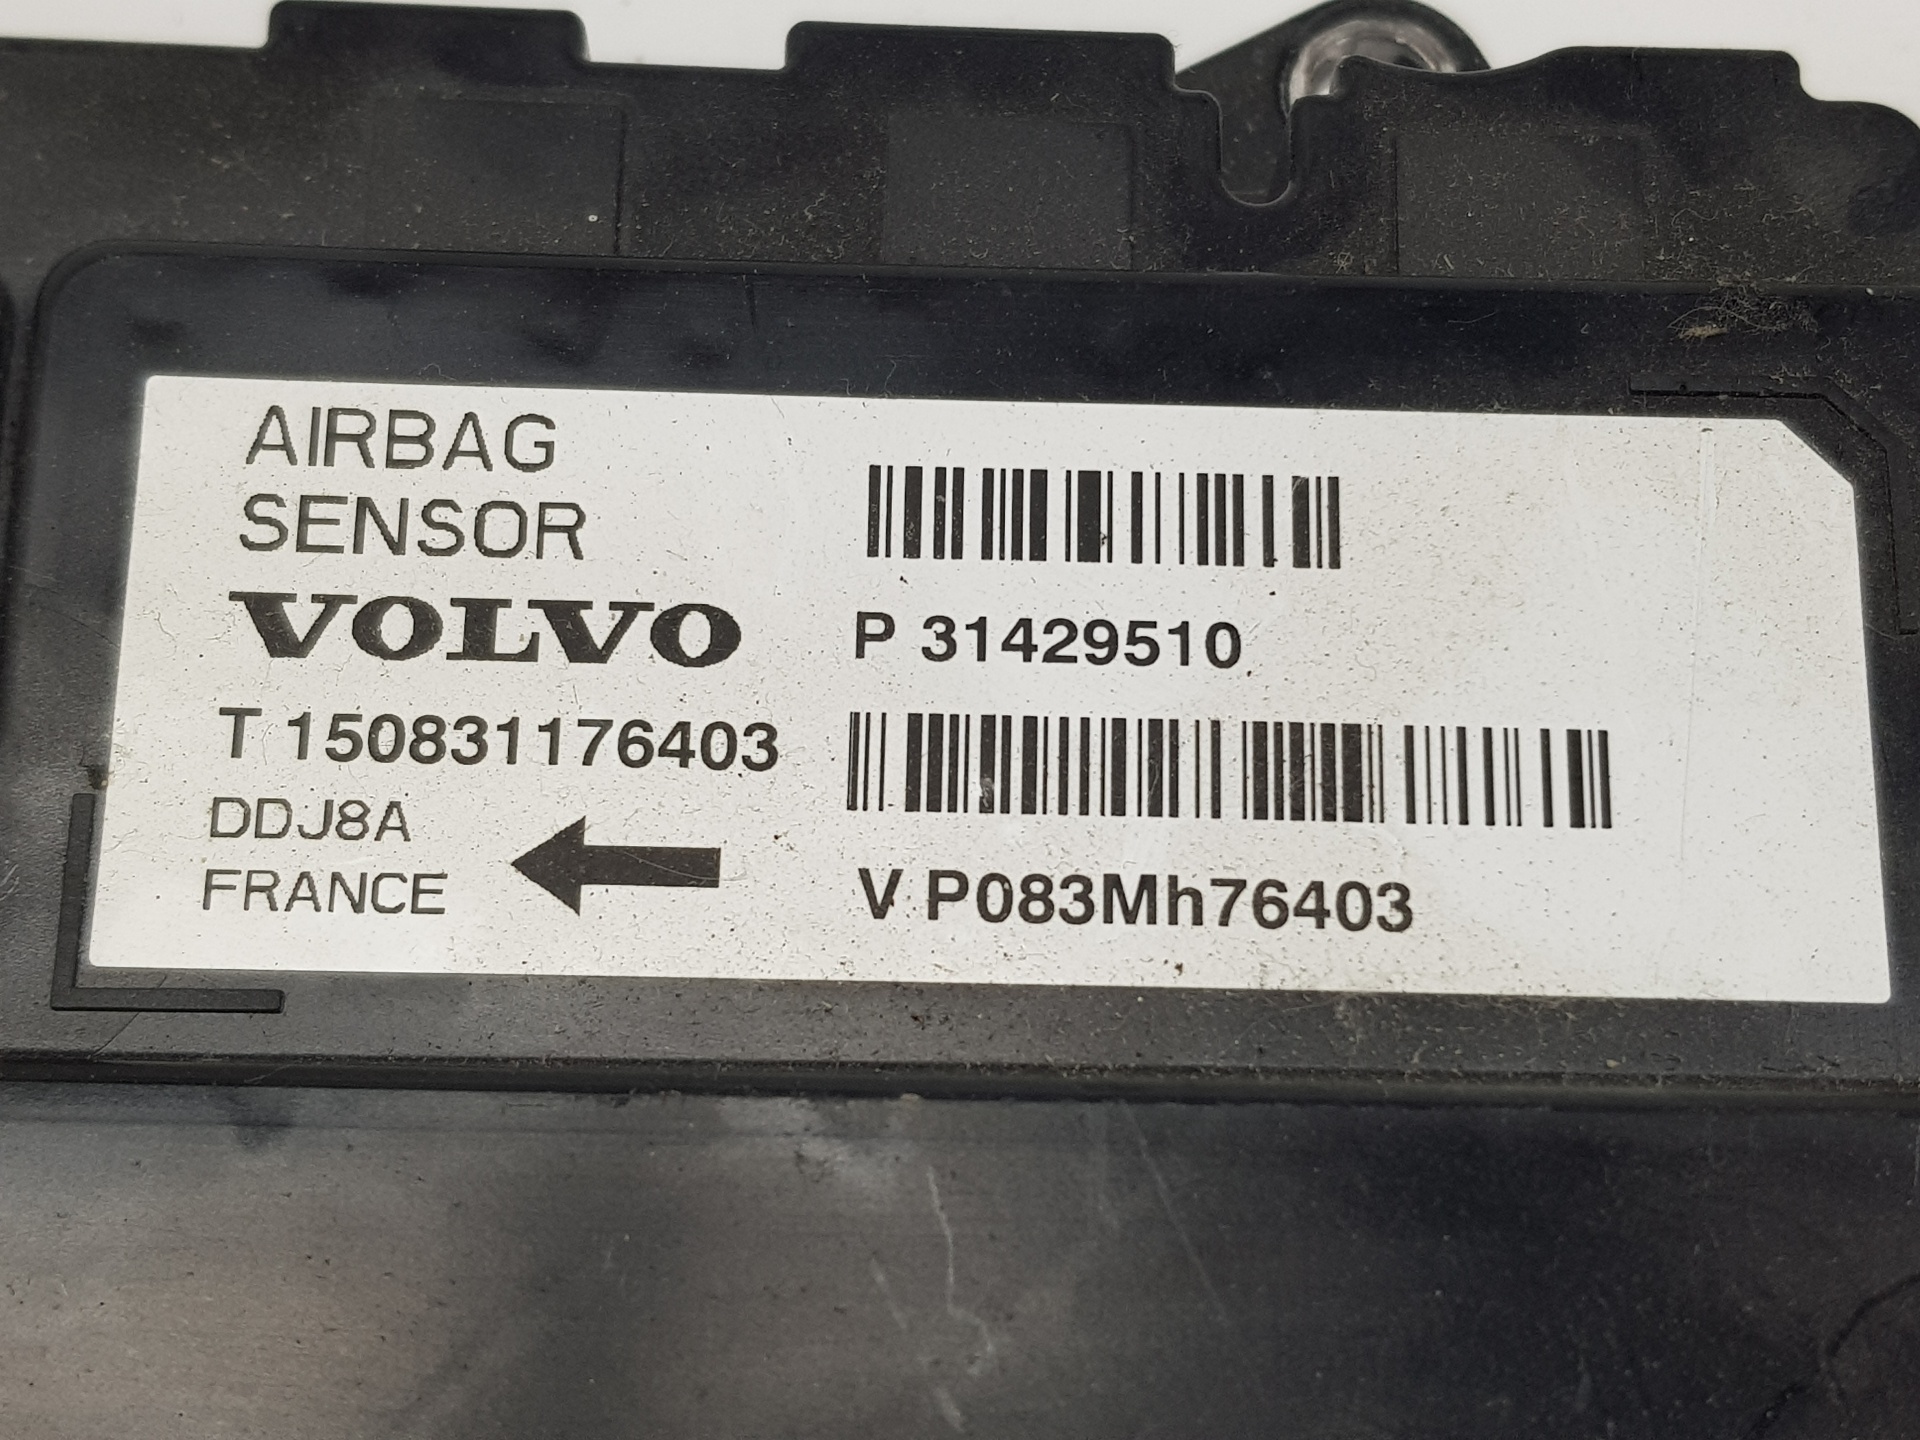 AIRBAG
SENSOR
VOLVO
P 31429510
T 150831176403
DDJ8A
FRANCE
V P083Mh76403